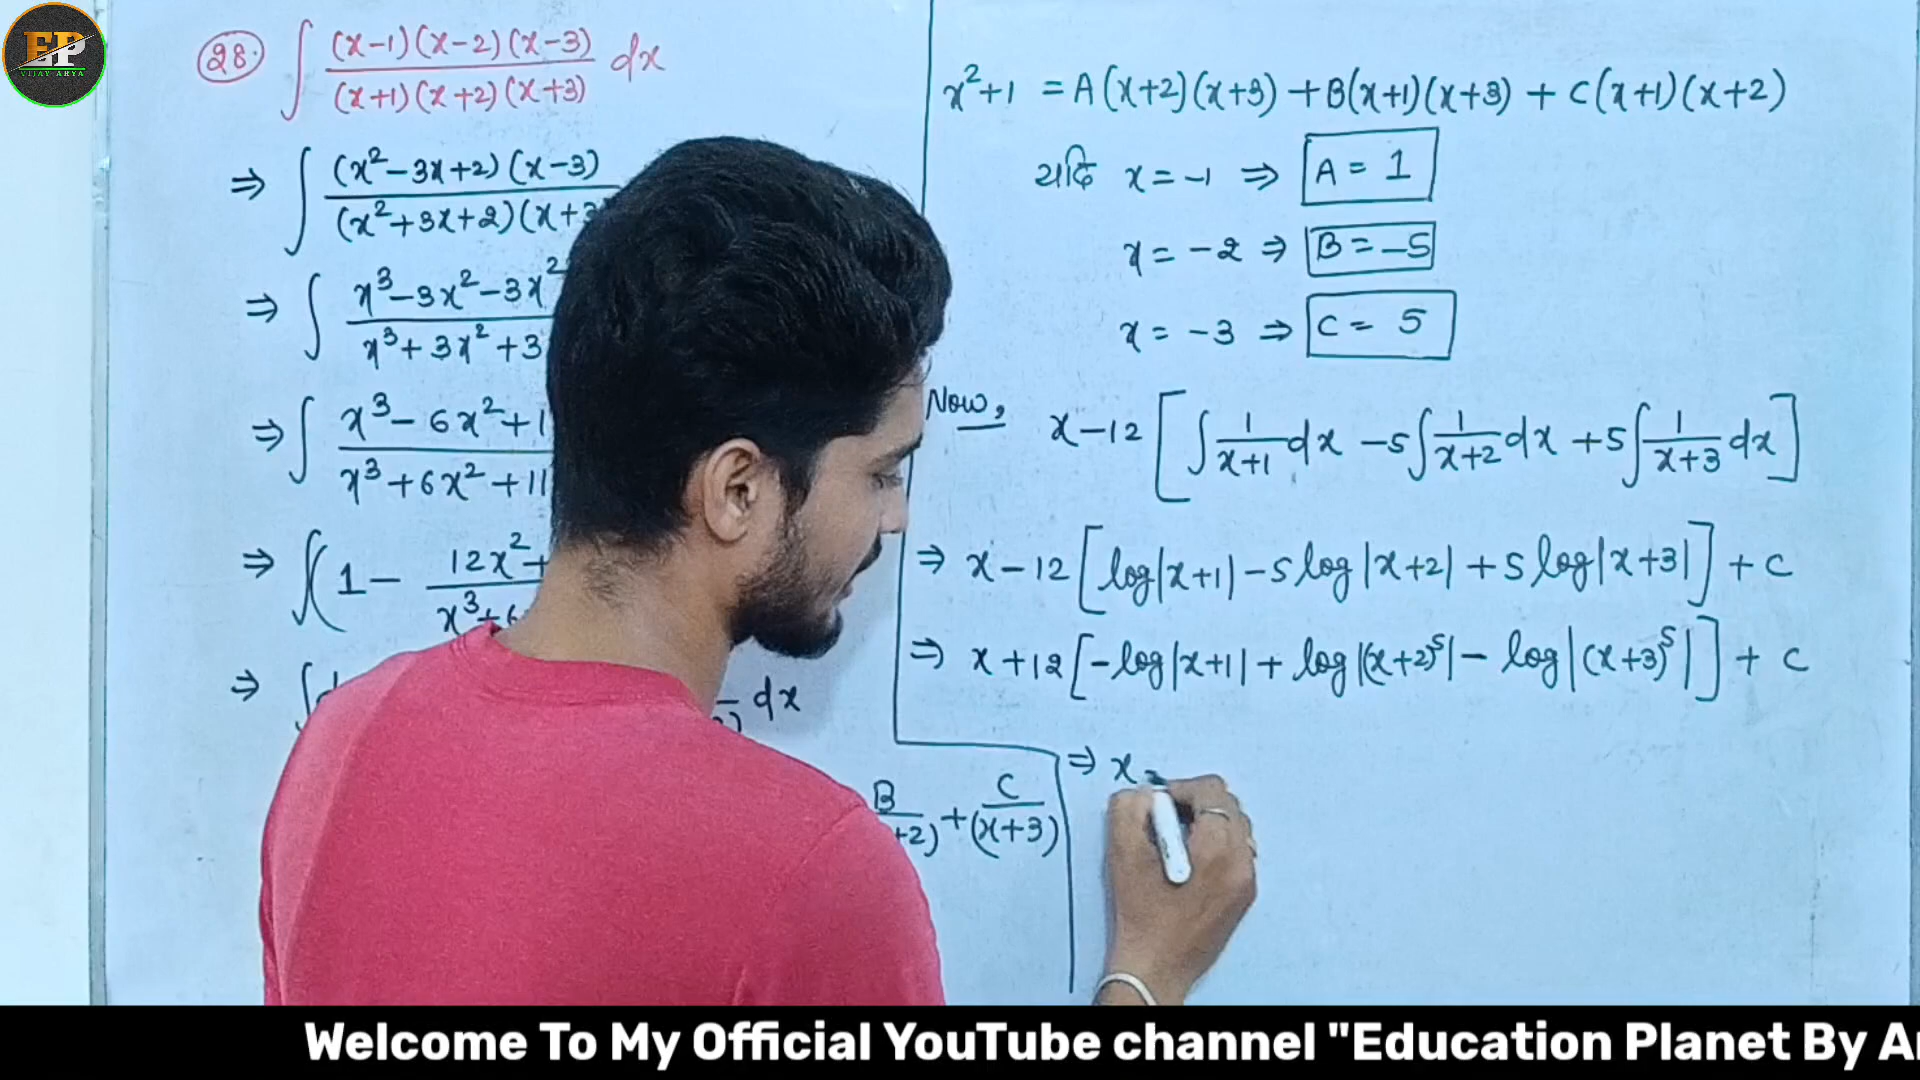 EP
VIJAY ARYA
28. ∫ (x-1)(x-2)(x-3) / (x+1)(x+2)(x+3) dx
⇒ ∫ (x²-3x+2)(x-3) / (x²+3x+2)(x+3
⇒ ∫ x³-3x²-3x² / x³+3x²+3
⇒ ∫ x³-6x²+1 / x³+6x²+11
⇒ ∫(1 - 12x²+ / x³+6
⇒ ∫d dx
B / +2) + C / (x+3)
x²+1 = A(x+2)(x+3) + B(x+1)(x+3) + C(x+1)(x+2)
यदि x = -1 ⇒ A = 1
x = -2 ⇒ B = -5
x = -3 ⇒ C = 5
Now, x-12 [∫ 1/x+1 dx -5∫ 1/x+2 dx +5∫ 1/x+3 dx]
⇒ x-12 [log|x+1| -5 log|x+2| +5 log|x+3|] + C
⇒ x+12 [-log|x+1| + log|(x+2)⁵| - log|(x+3)⁵|] + C
⇒ x
Welcome To My Official YouTube channel "Education Planet By Ar